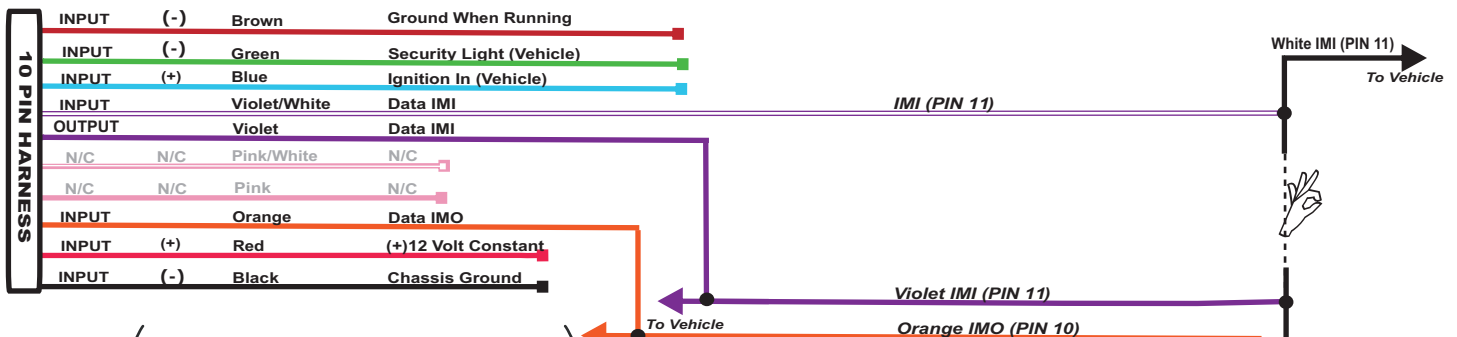 10 PIN HARNESS
INPUT (-) Brown Ground When Running
INPUT (-) Green Security Light (Vehicle)
INPUT (+) Blue Ignition In (Vehicle)
INPUT Violet/White Data IMI
OUTPUT Violet Data IMI
N/C N/C Pink/White N/C
N/C N/C Pink N/C
INPUT Orange Data IMO
INPUT (+) Red (+)12 Volt Constant
INPUT (-) Black Chassis Ground
White IMI (PIN 11)
To Vehicle
IMI (PIN 11)
Violet IMI (PIN 11)
To Vehicle
Orange IMO (PIN 10)